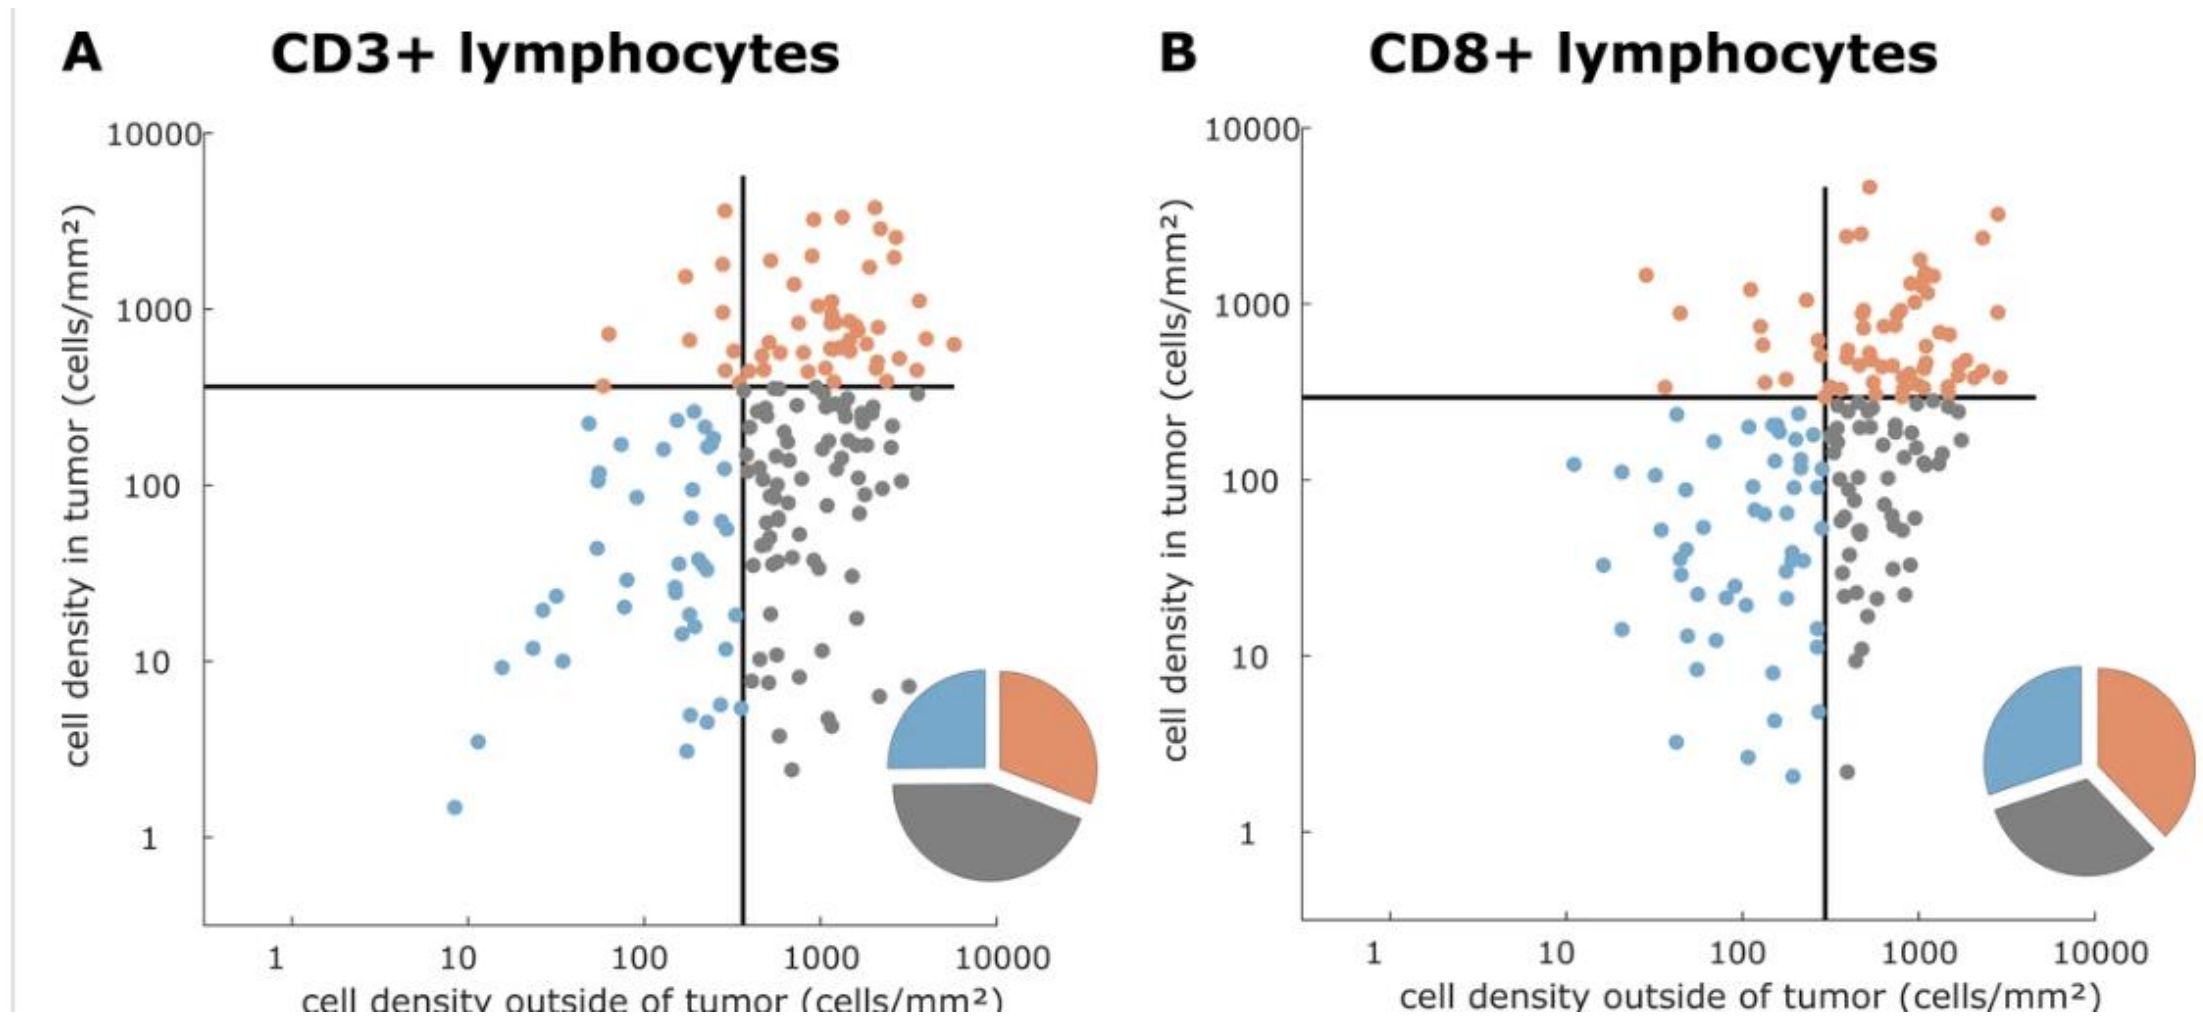 A CD3+ lymphocytes
10000
1000
100
10
1
cell density in tumor (cells/mm²)
1 10 100 1000 10000
cell density outside of tumor (cells/mm²)
B CD8+ lymphocytes
10000
1000
100
10
1
cell density in tumor (cells/mm²)
1 10 100 1000 10000
cell density outside of tumor (cells/mm²)